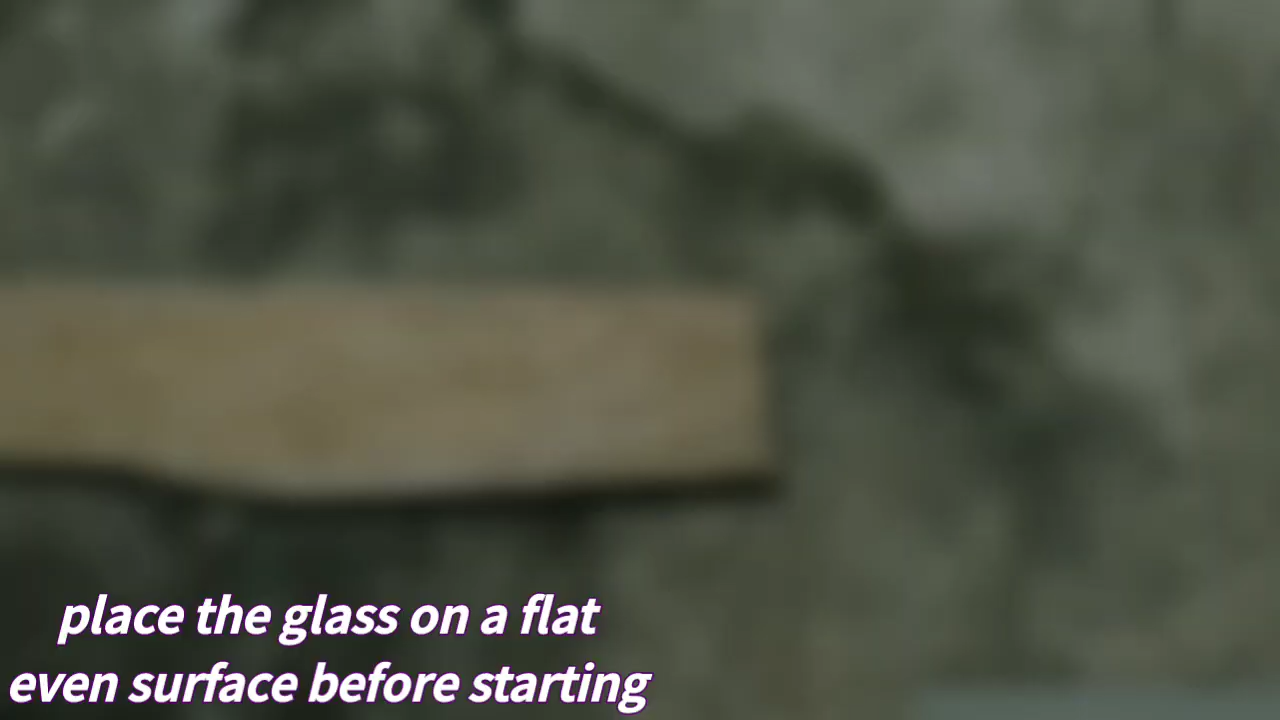 place the glass on a flat
even surface before starting